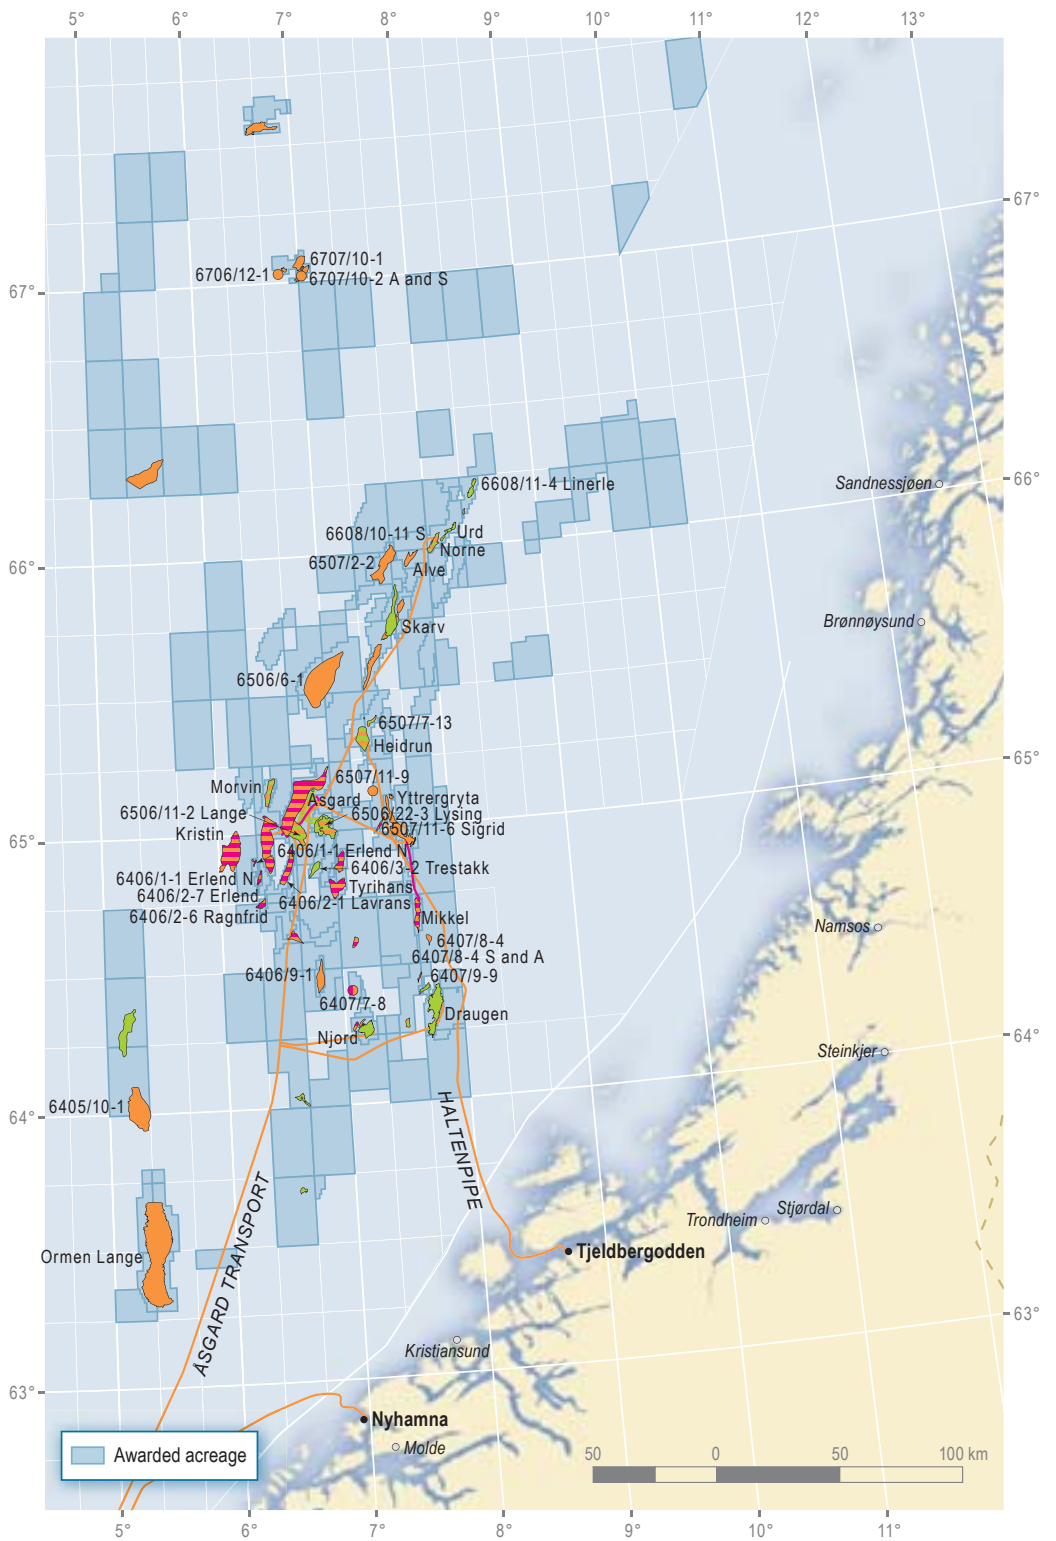 5° 6° 7° 8° 9° 10° 11° 12° 13°
67°
6707/10-1
6706/12-1
6707/10-2 A and S
67°
66°
Sandnessjøen
6608/11-4 Linerle
6608/10-11 S
Urd
Norne
6507/2-2
Alve
66°
Brønnøysund
Skarv
6506/6-1
6507/7-13
Heidrun
65°
6507/11-9
Morvin
Åsgard
Yttrergryta
6506/11-2 Lange
6506/22-3 Lysing
Kristin
6507/11-6 Sigrid
65°
6406/1-1 Erlend N
6406/3-2 Trestakk
6406/1-1 Erlend N
Tyrihans
6406/2-7 Erlend
6406/2-1 Lavrans
6406/2-6 Ragnfrid
Mikkel
Namsos
6407/8-4
6407/8-4 S and A
6406/9-1
6407/9-9
6407/7-8
Draugen
Njord
64°
Steinkjer
6405/10-1
64°
HALTENPIPE
ÅSGARD TRANSPORT
Stjørdal
Trondheim
Ormen Lange
Tjeldbergodden
63°
Kristiansund
63°
Nyhamna
Molde
Awarded acreage
50 0 50 100 km
5° 6° 7° 8° 9° 10° 11°